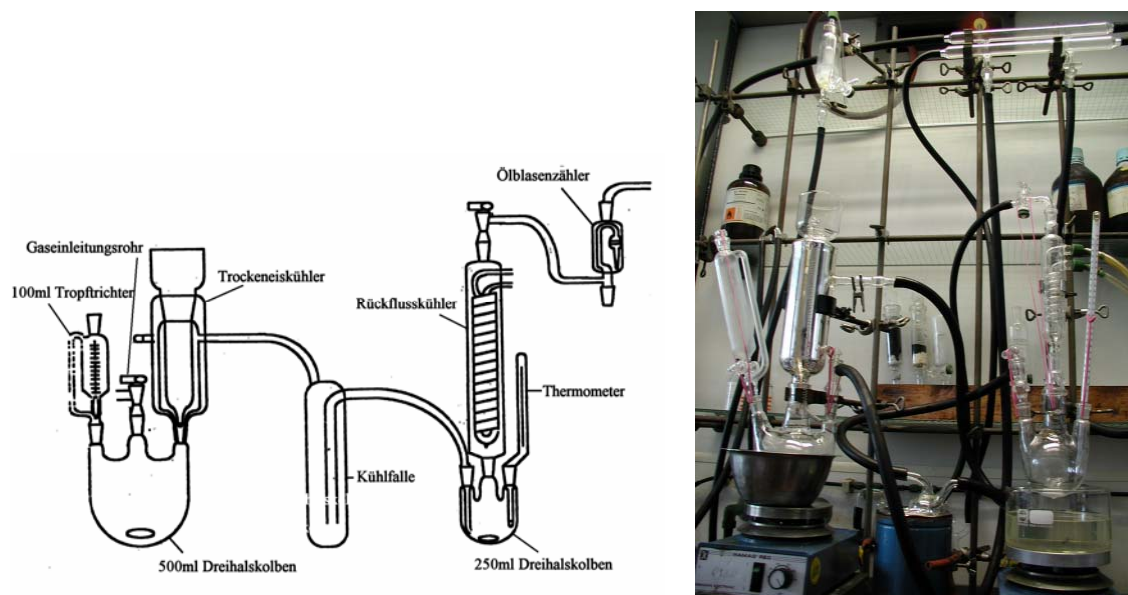 Ölblasenzähler
Gaseinleitungsrohr
Trockeneiskühler
100ml Tropftrichter
Rückflusskühler
Thermometer
Kühlfalle
500ml Dreihalskolben
250ml Dreihalskolben